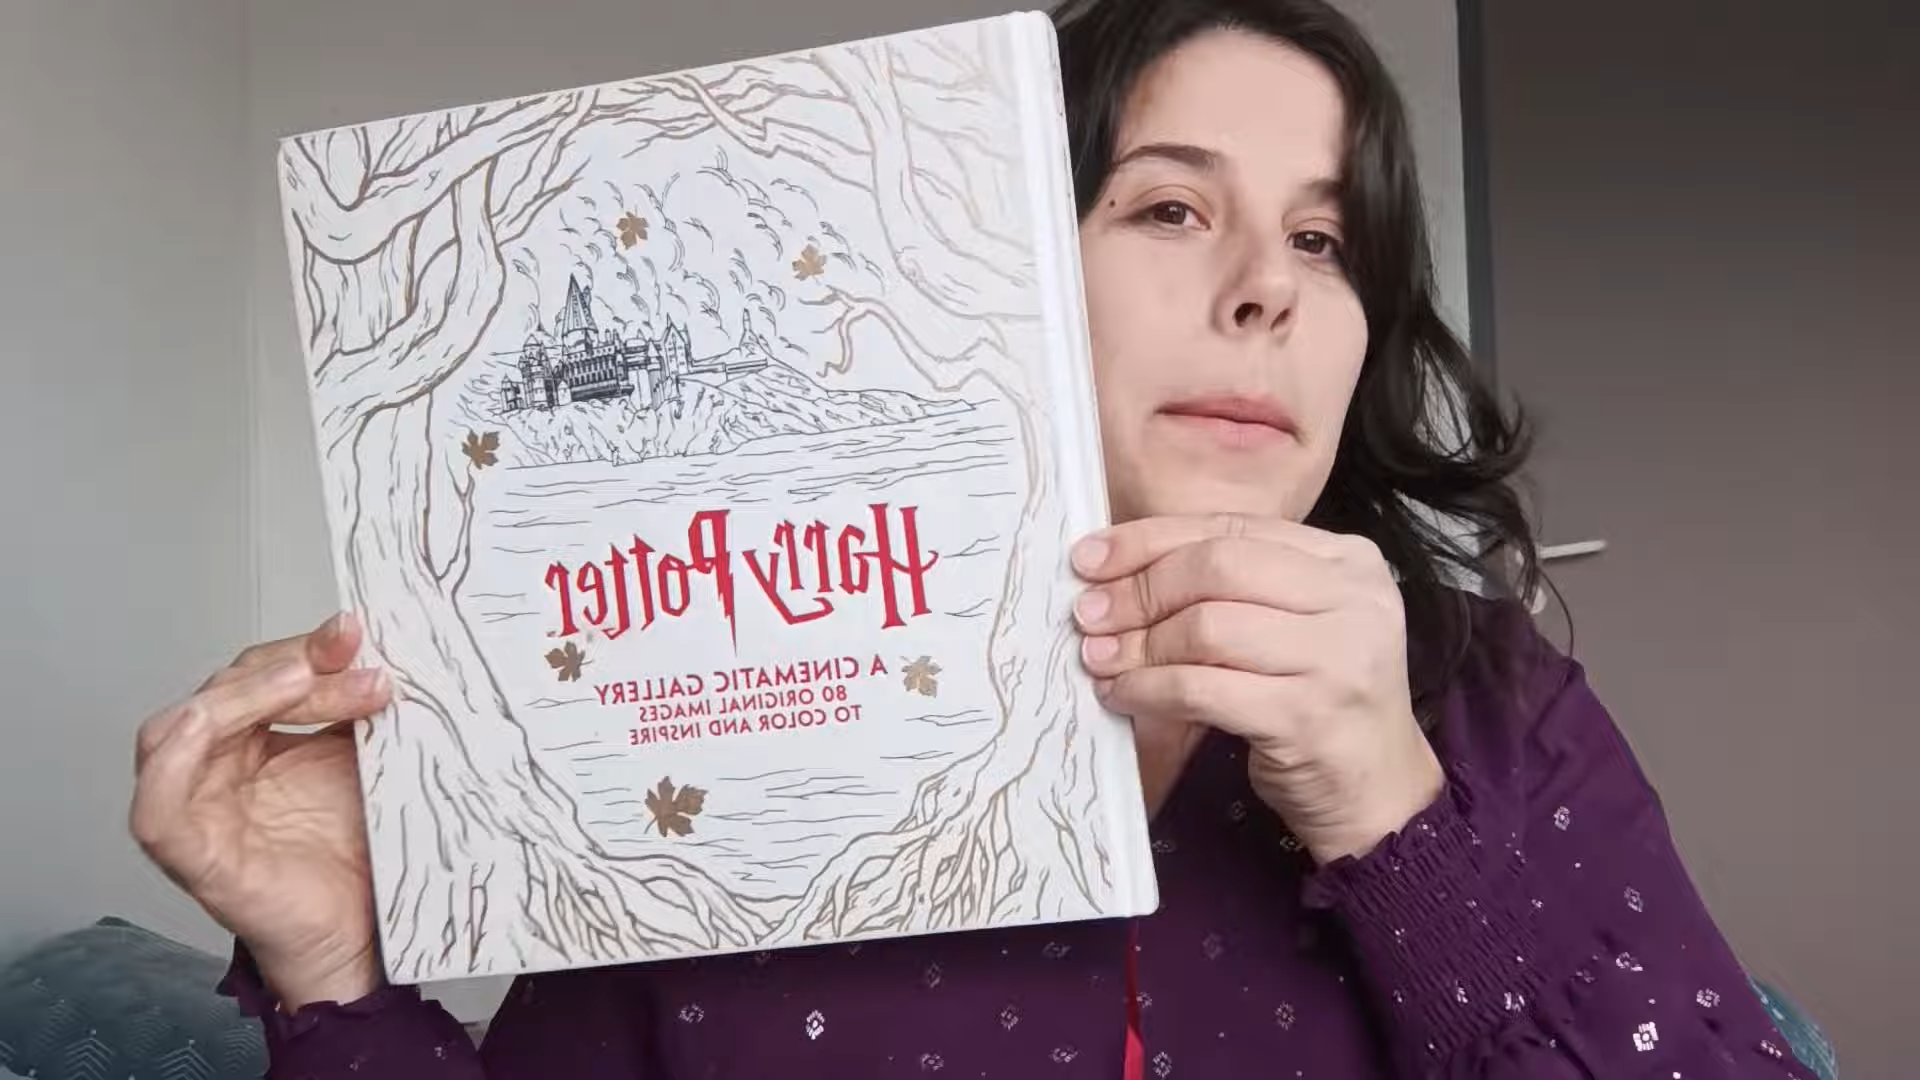 Harry Potter
A CINEMATIC GALLERY
80 ORIGINAL IMAGES
TO COLOR AND INSPIRE